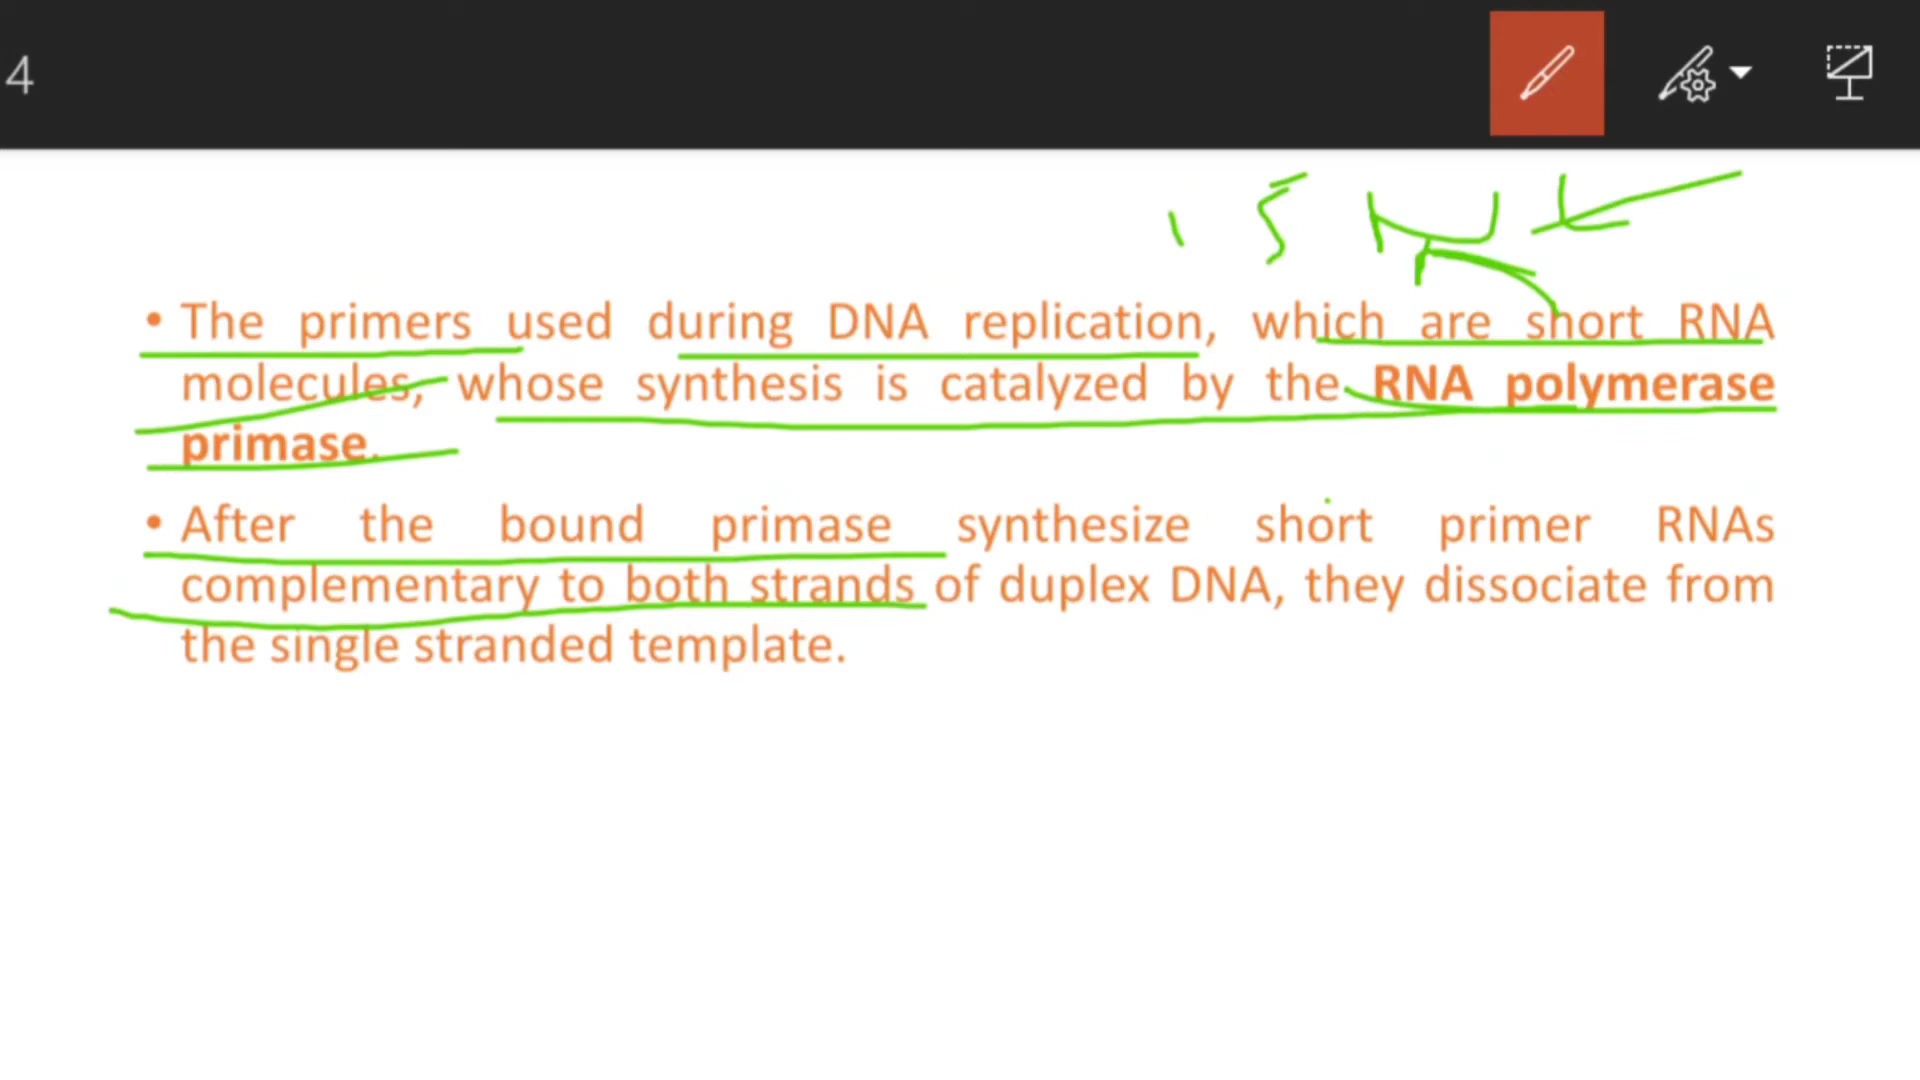 4
• The primers used during DNA replication, which are short RNA
molecules, whose synthesis is catalyzed by the RNA polymerase
primase.
• After the bound primase synthesize short primer RNAs
complementary to both strands of duplex DNA, they dissociate from
the single stranded template.